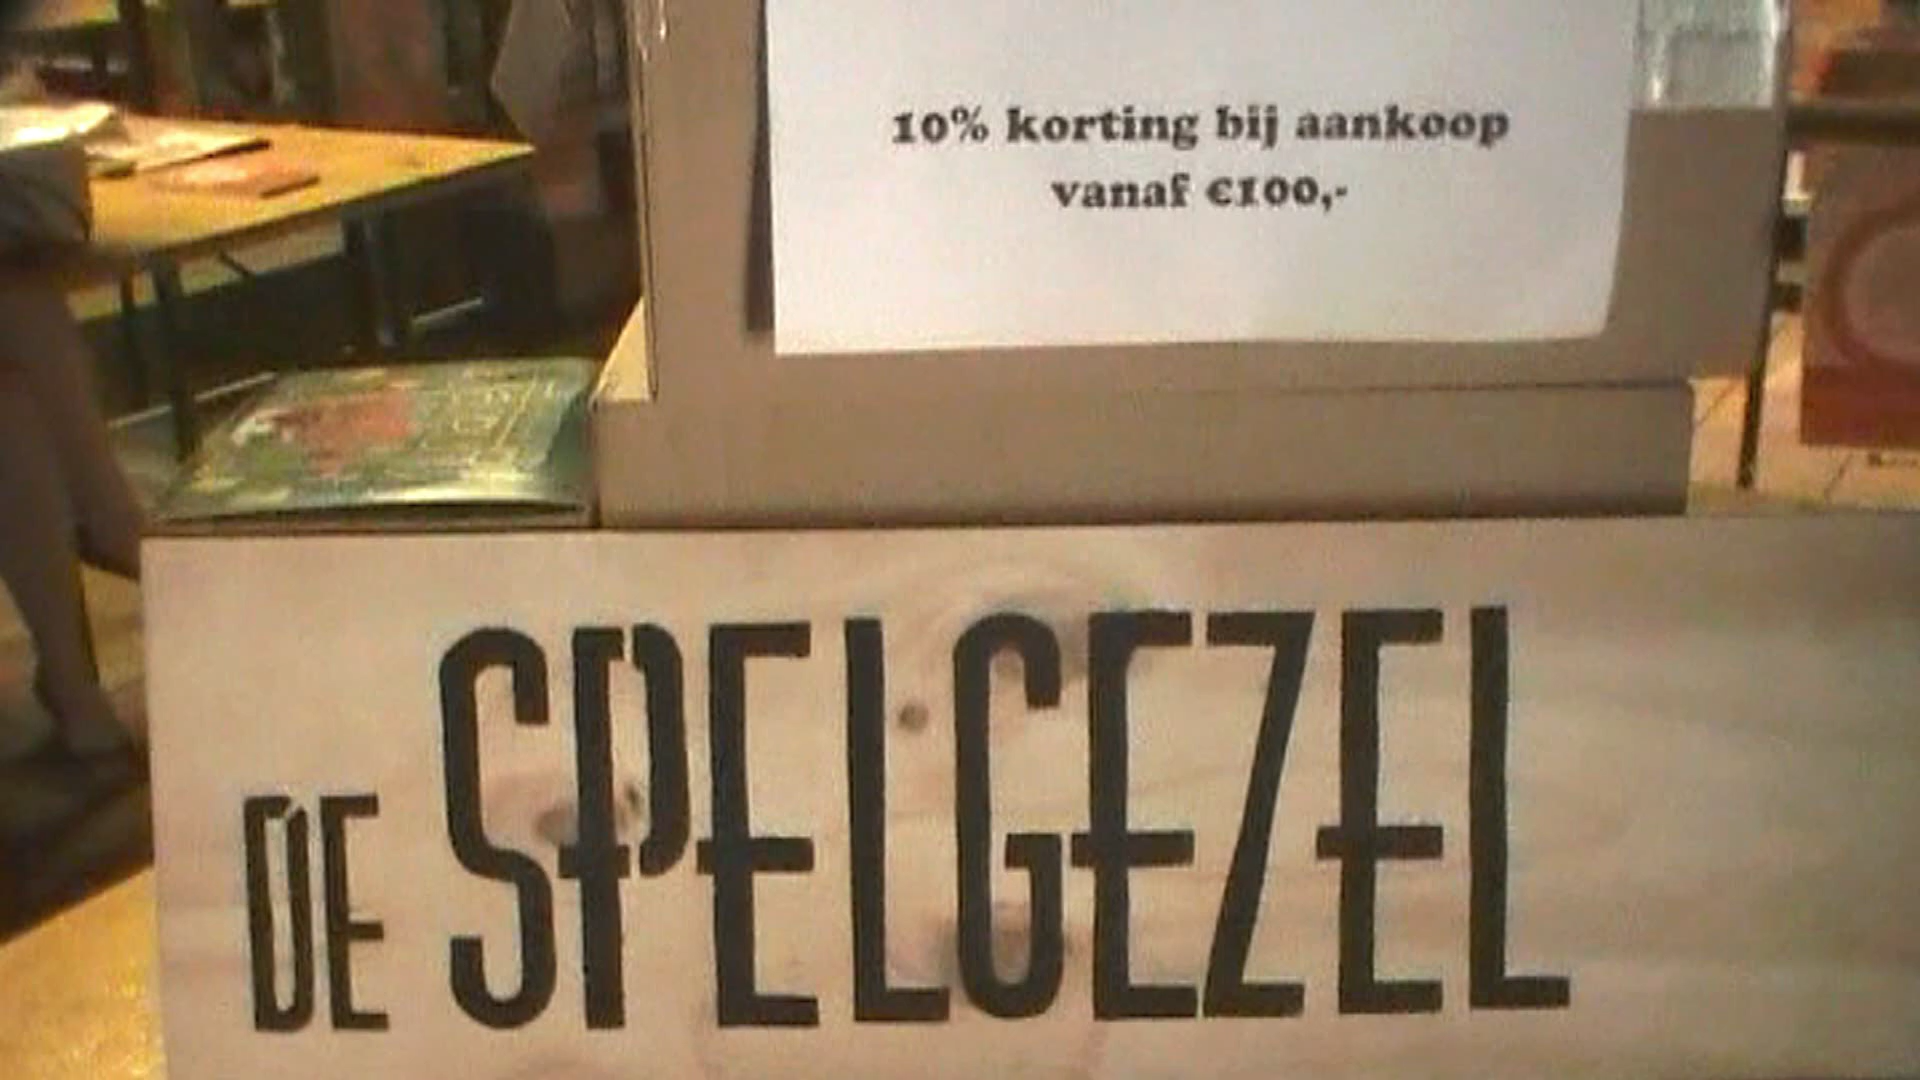 10% korting bij aankoop
vanaf €100,-
DE SPELGEZEL